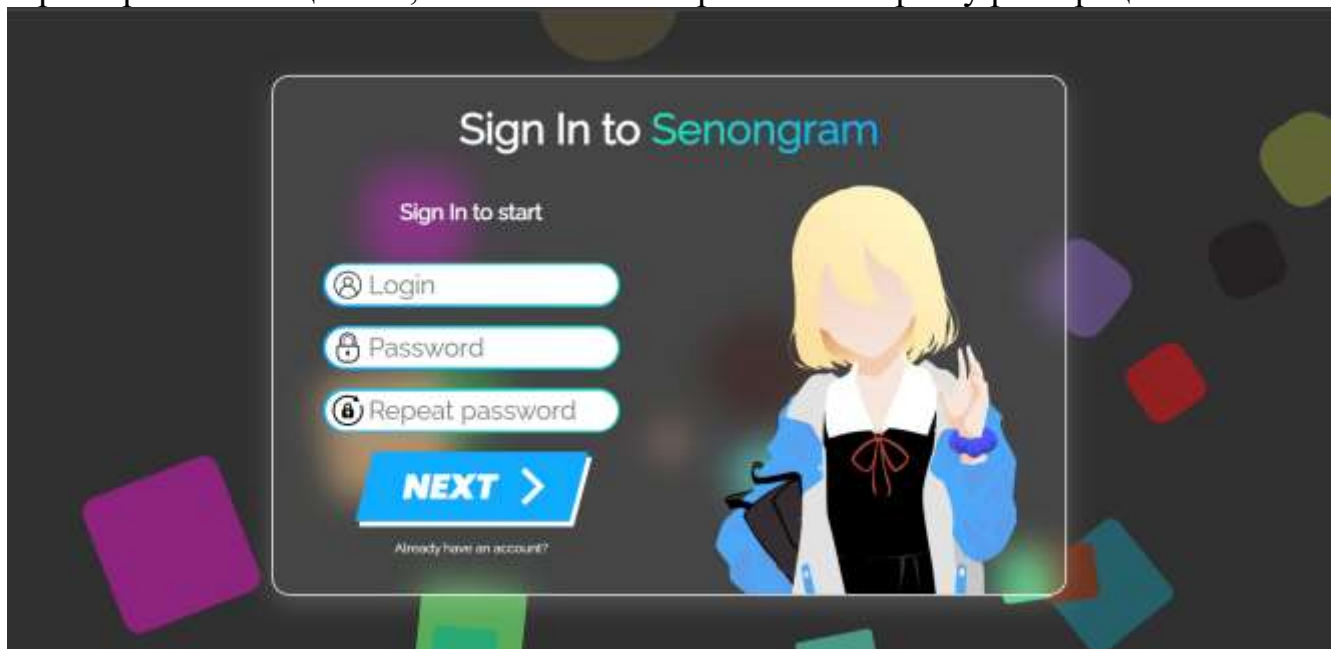 Sign In to Senongram
Sign In to start
Login
Password
Repeat password
NEXT
Already have an account?